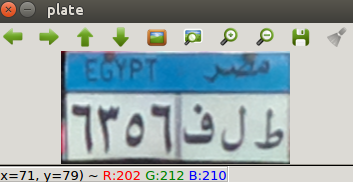 plate
EGYPT مصر
٦٣٥٦ ط ل ف
x=71, y=79) ~ R:202 G:212 B:210